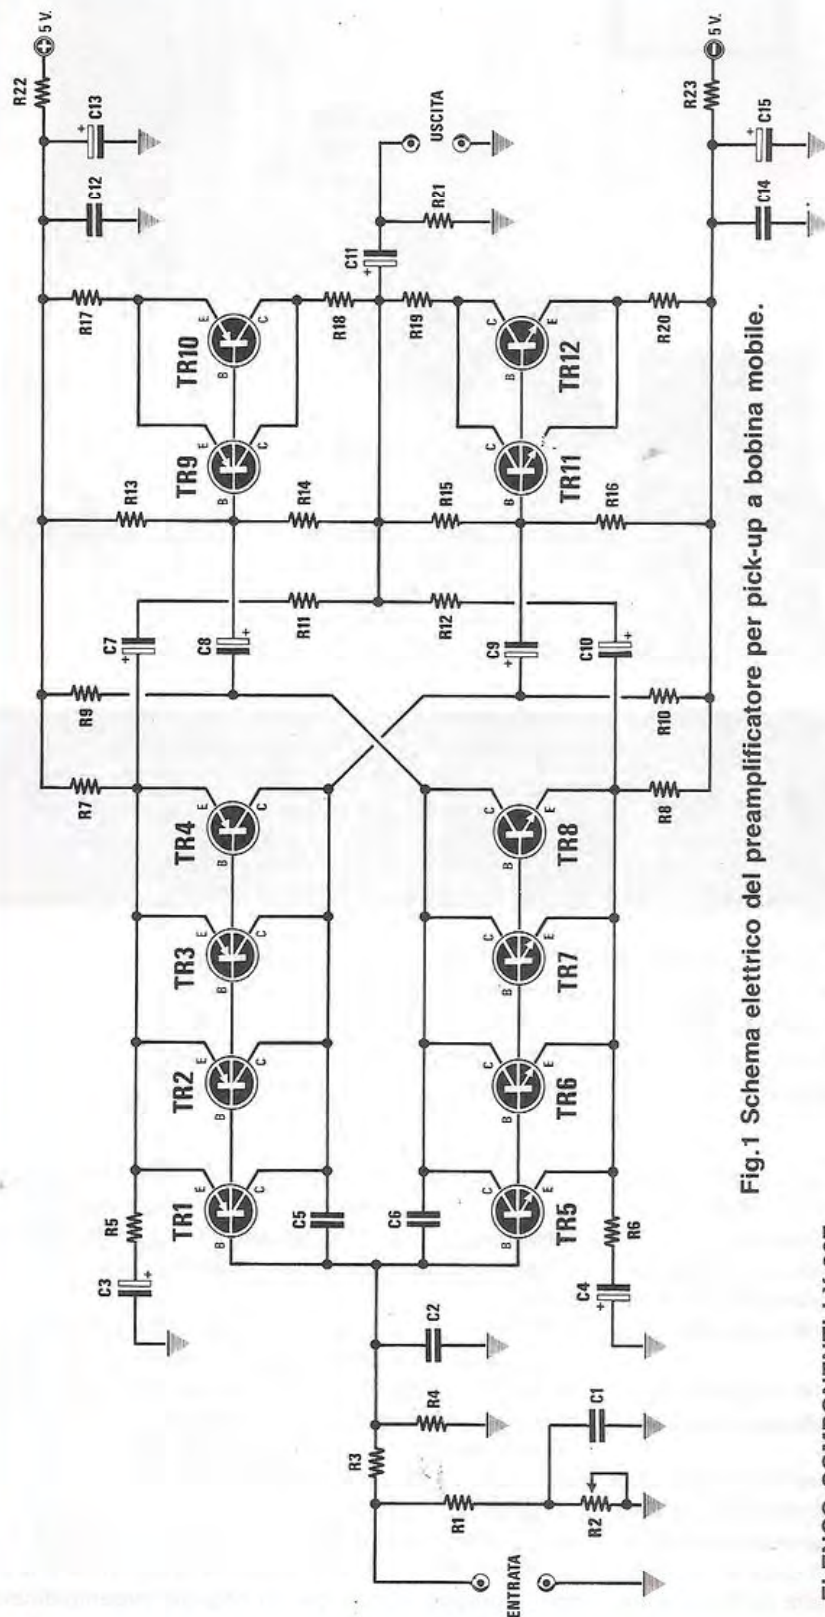 R22
5 V.
C13
C12
R17
R13
R9
R7
TR9
TR10
B
E
C
B
E
C
R18
R14
R11
C7
C8
C11
USCITA
R21
R19
R15
R12
C9
C10
TR11
TR12
B
C
E
B
C
E
R20
R16
R10
R8
R23
5 V.
C14
C15
C3
R5
TR1
TR2
TR3
TR4
B
E
C
B
E
C
B
E
C
B
E
C
C5
C6
TR5
TR6
TR7
TR8
B
C
E
B
C
E
B
C
E
B
C
E
C4
R6
ENTRATA
R1
R2
C1
R3
R4
C2
Fig.1 Schema elettrico del preamplificatore per pick-up a bobina mobile.
ELENCO COMPONENTI